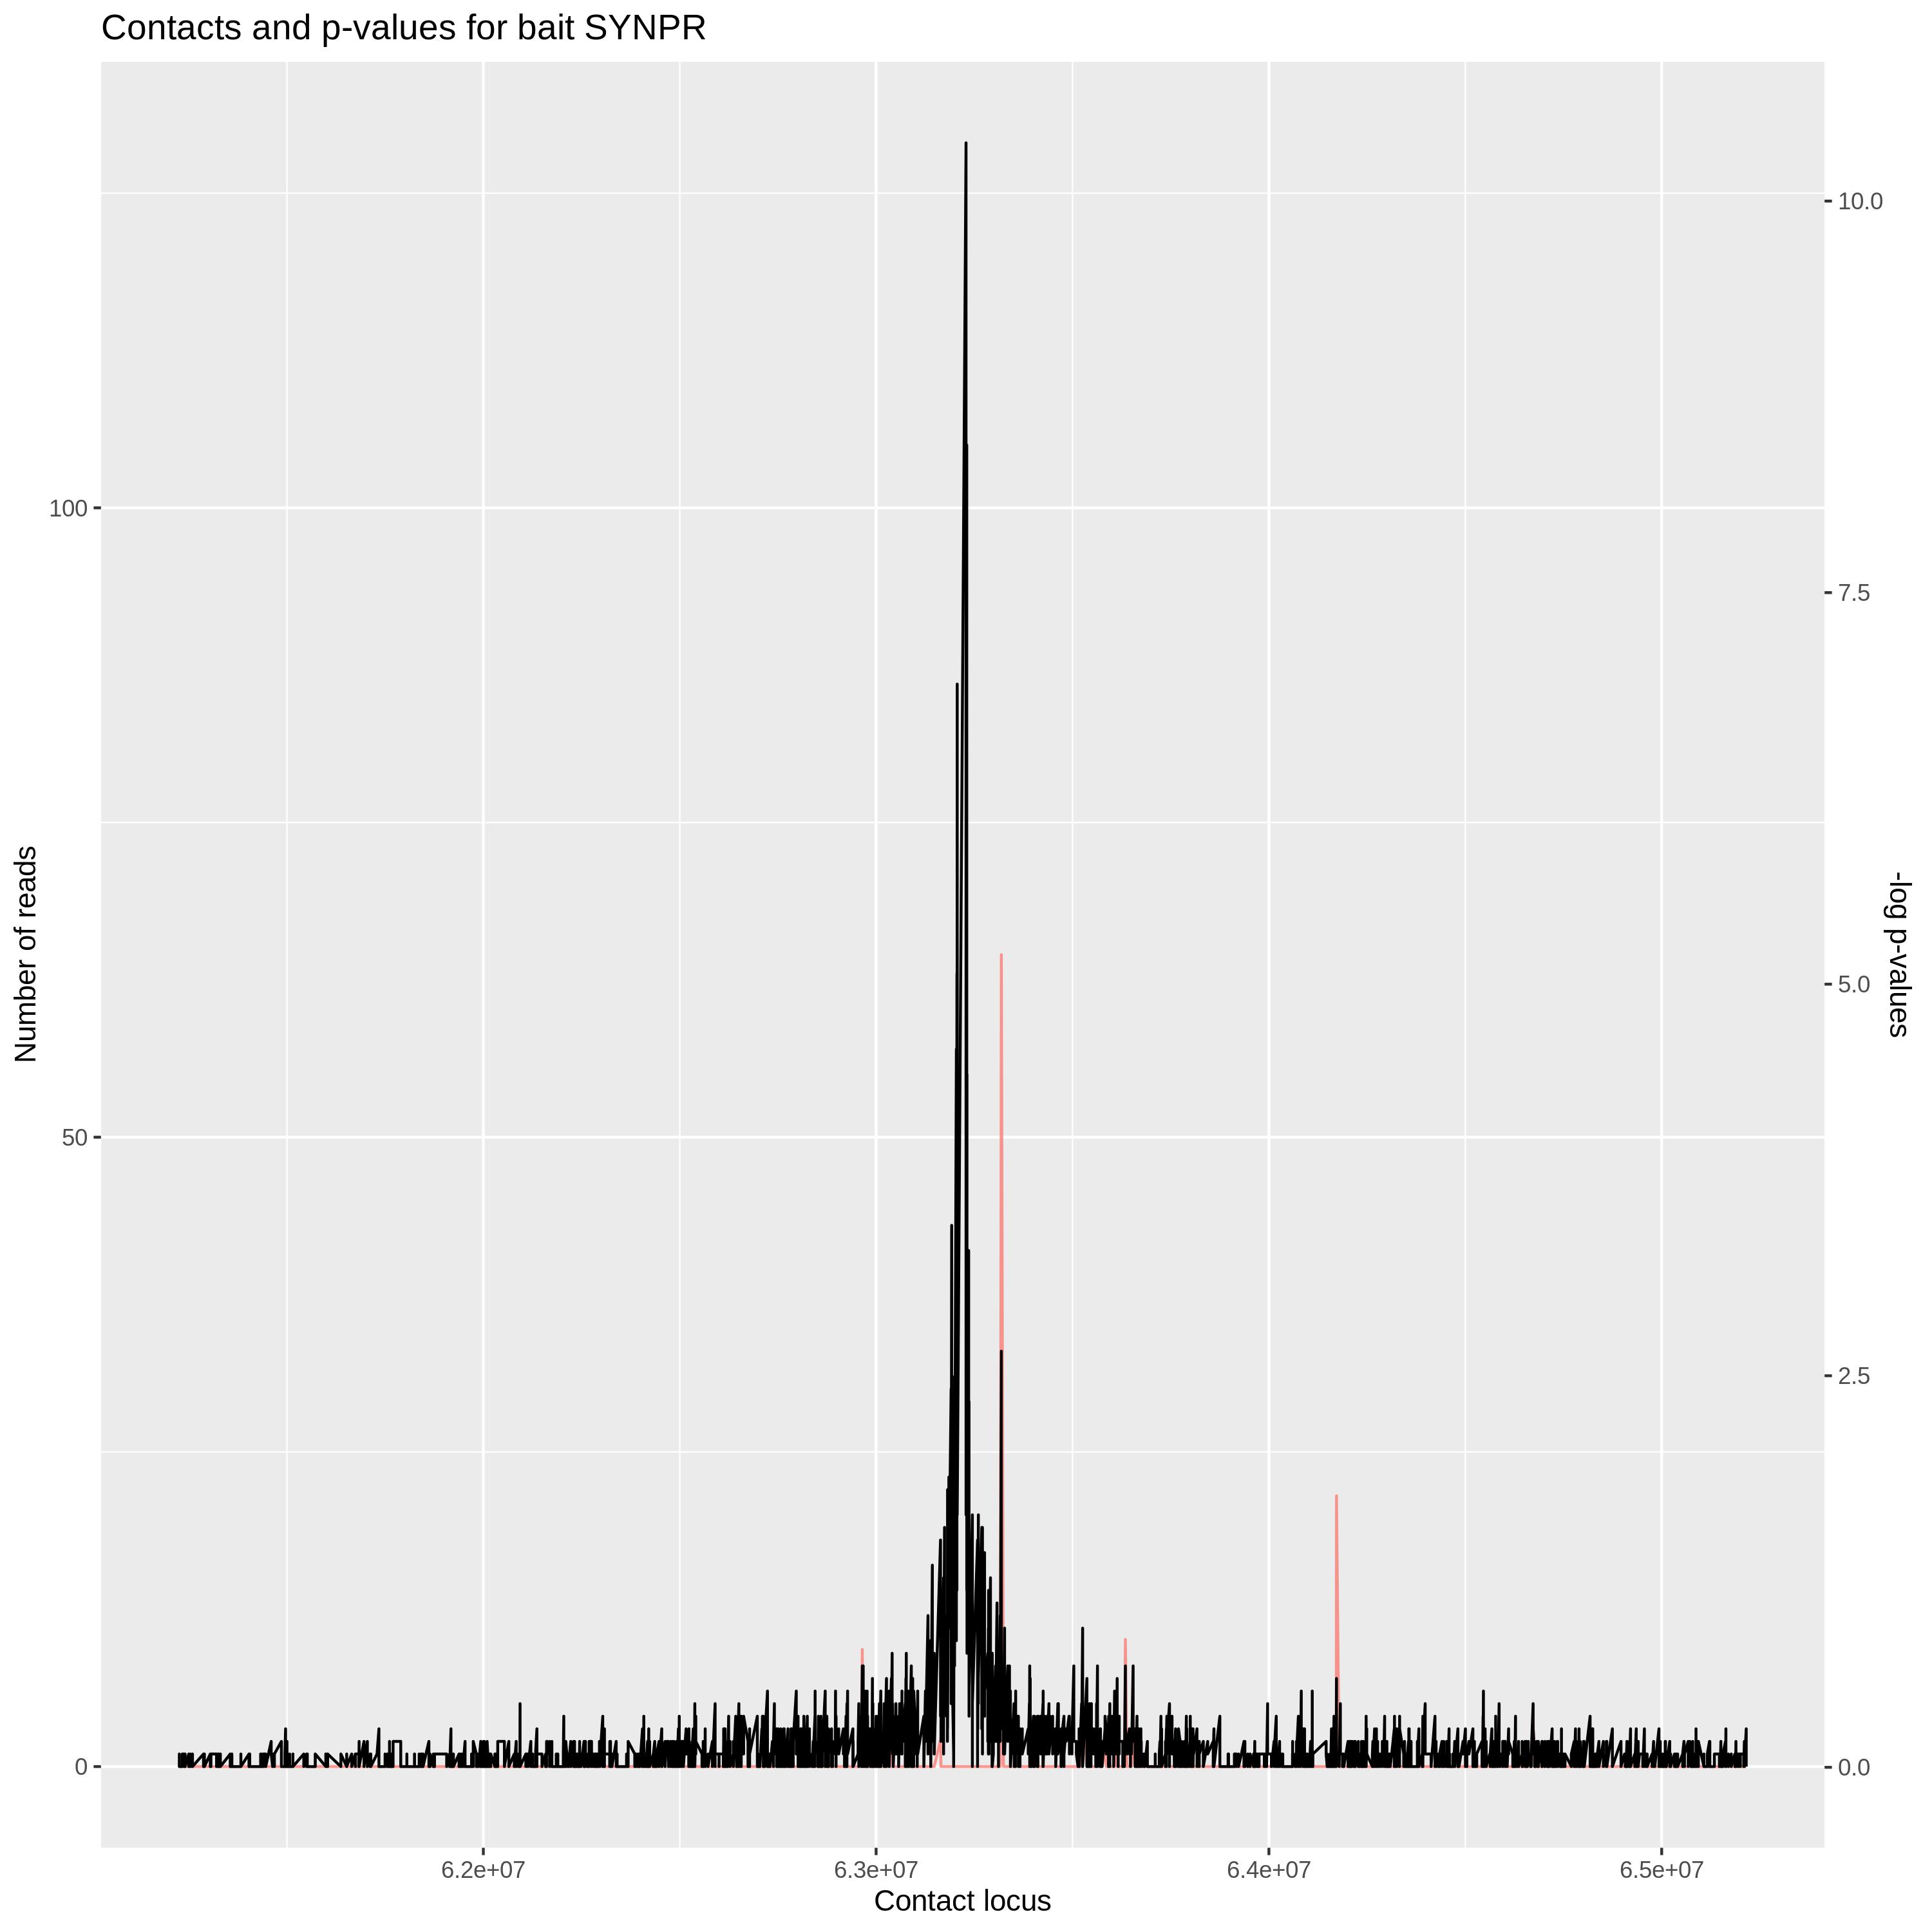 Contacts and p-values for bait SYNPR
Number of reads
100
50
0
10.0
7.5
5.0
2.5
0.0
-log p-values
6.2e+07
6.3e+07
6.4e+07
6.5e+07
Contact locus